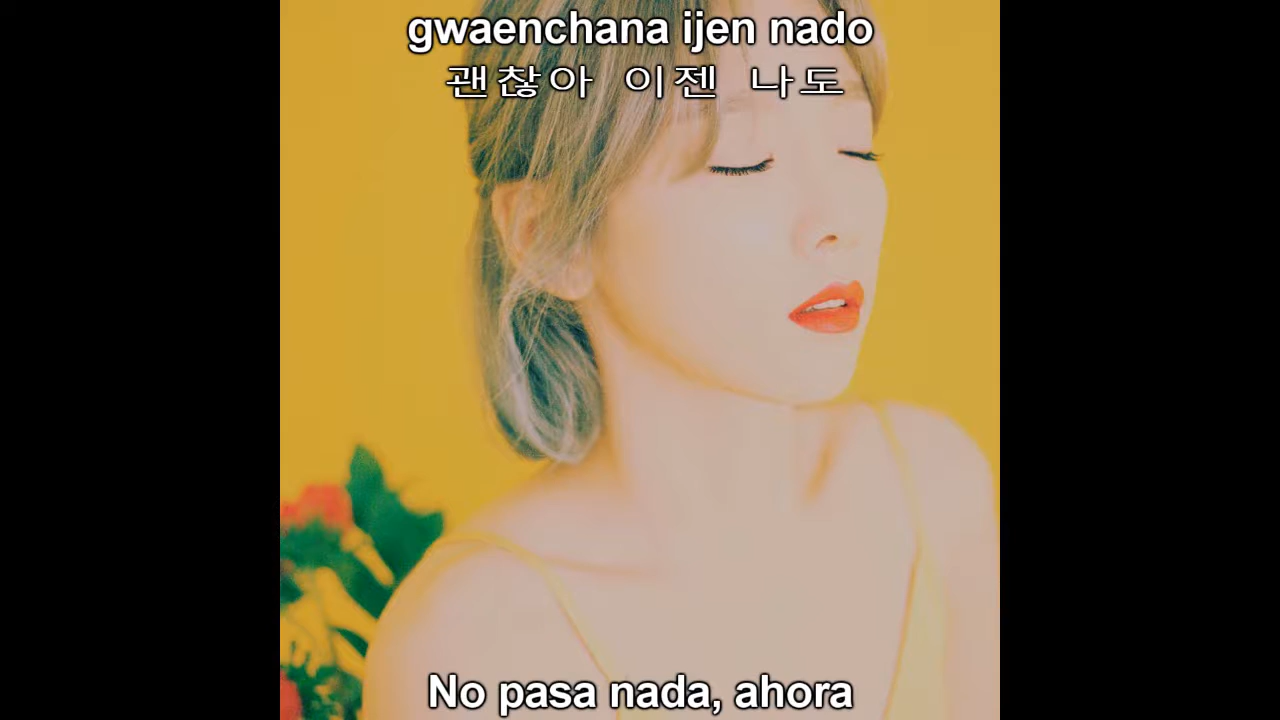 gwaenchana ijen nado
괜찮아 이젠 나도
No pasa nada, ahora